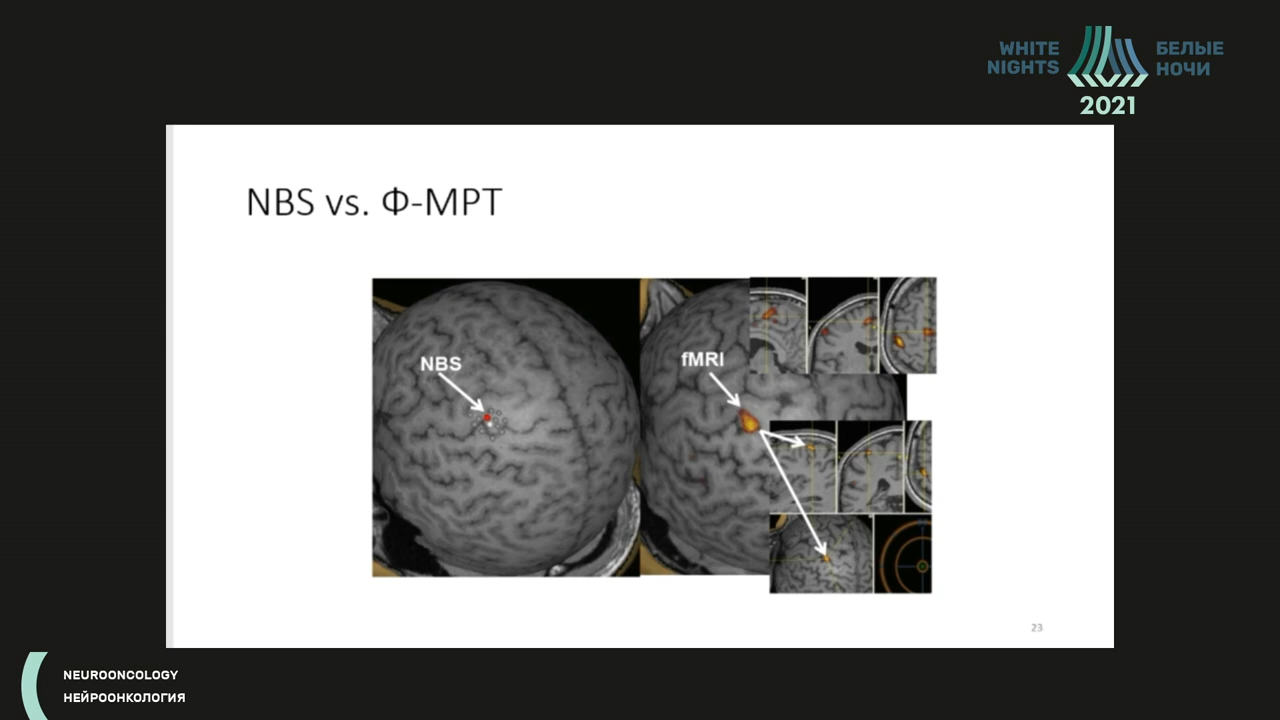 WHITE
NIGHTS
БЕЛЫЕ
НОЧИ
2021
NBS vs. Ф-МРТ
NBS
fMRI
23
NEUROONCOLOGY
НЕЙРООНКОЛОГИЯ